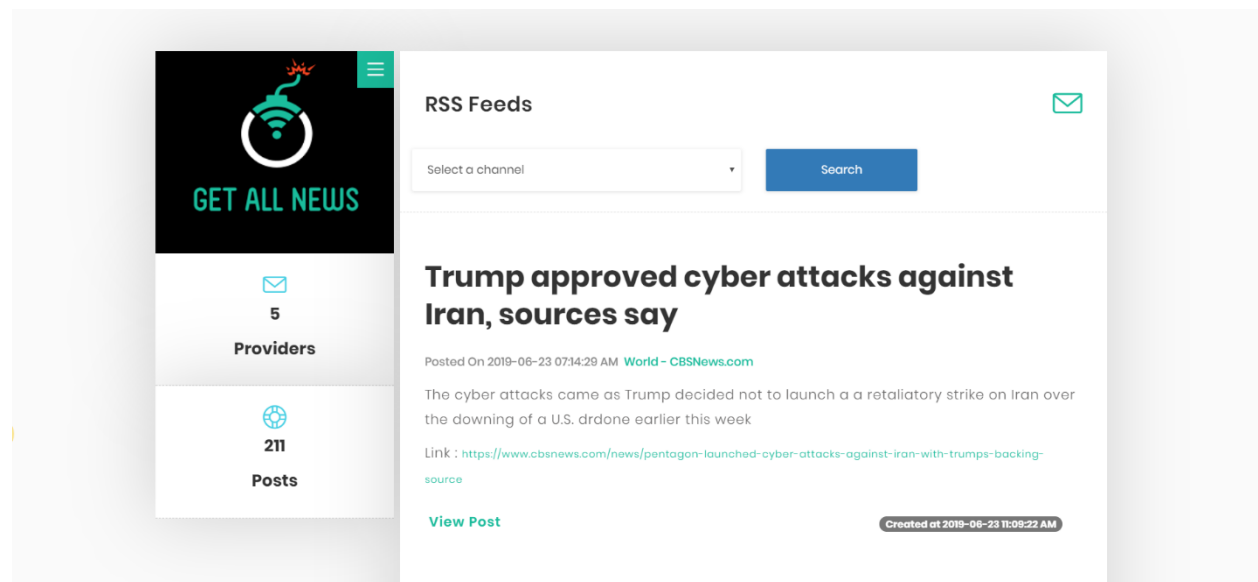 GET ALL NEWS
5
Providers
211
Posts
RSS Feeds
Select a channel
Search
Trump approved cyber attacks against
Iran, sources say
Posted On 2019-06-23 07:14:29 AM World - CBSNews.com
The cyber attacks came as Trump decided not to launch a a retaliatory strike on Iran over
the downing of a U.S. drdone earlier this week
Link : https://www.cbsnews.com/news/pentagon-launched-cyber-attacks-against-iran-with-trumps-backing-
source
View Post
Created at 2019-06-23 11:09:22 AM